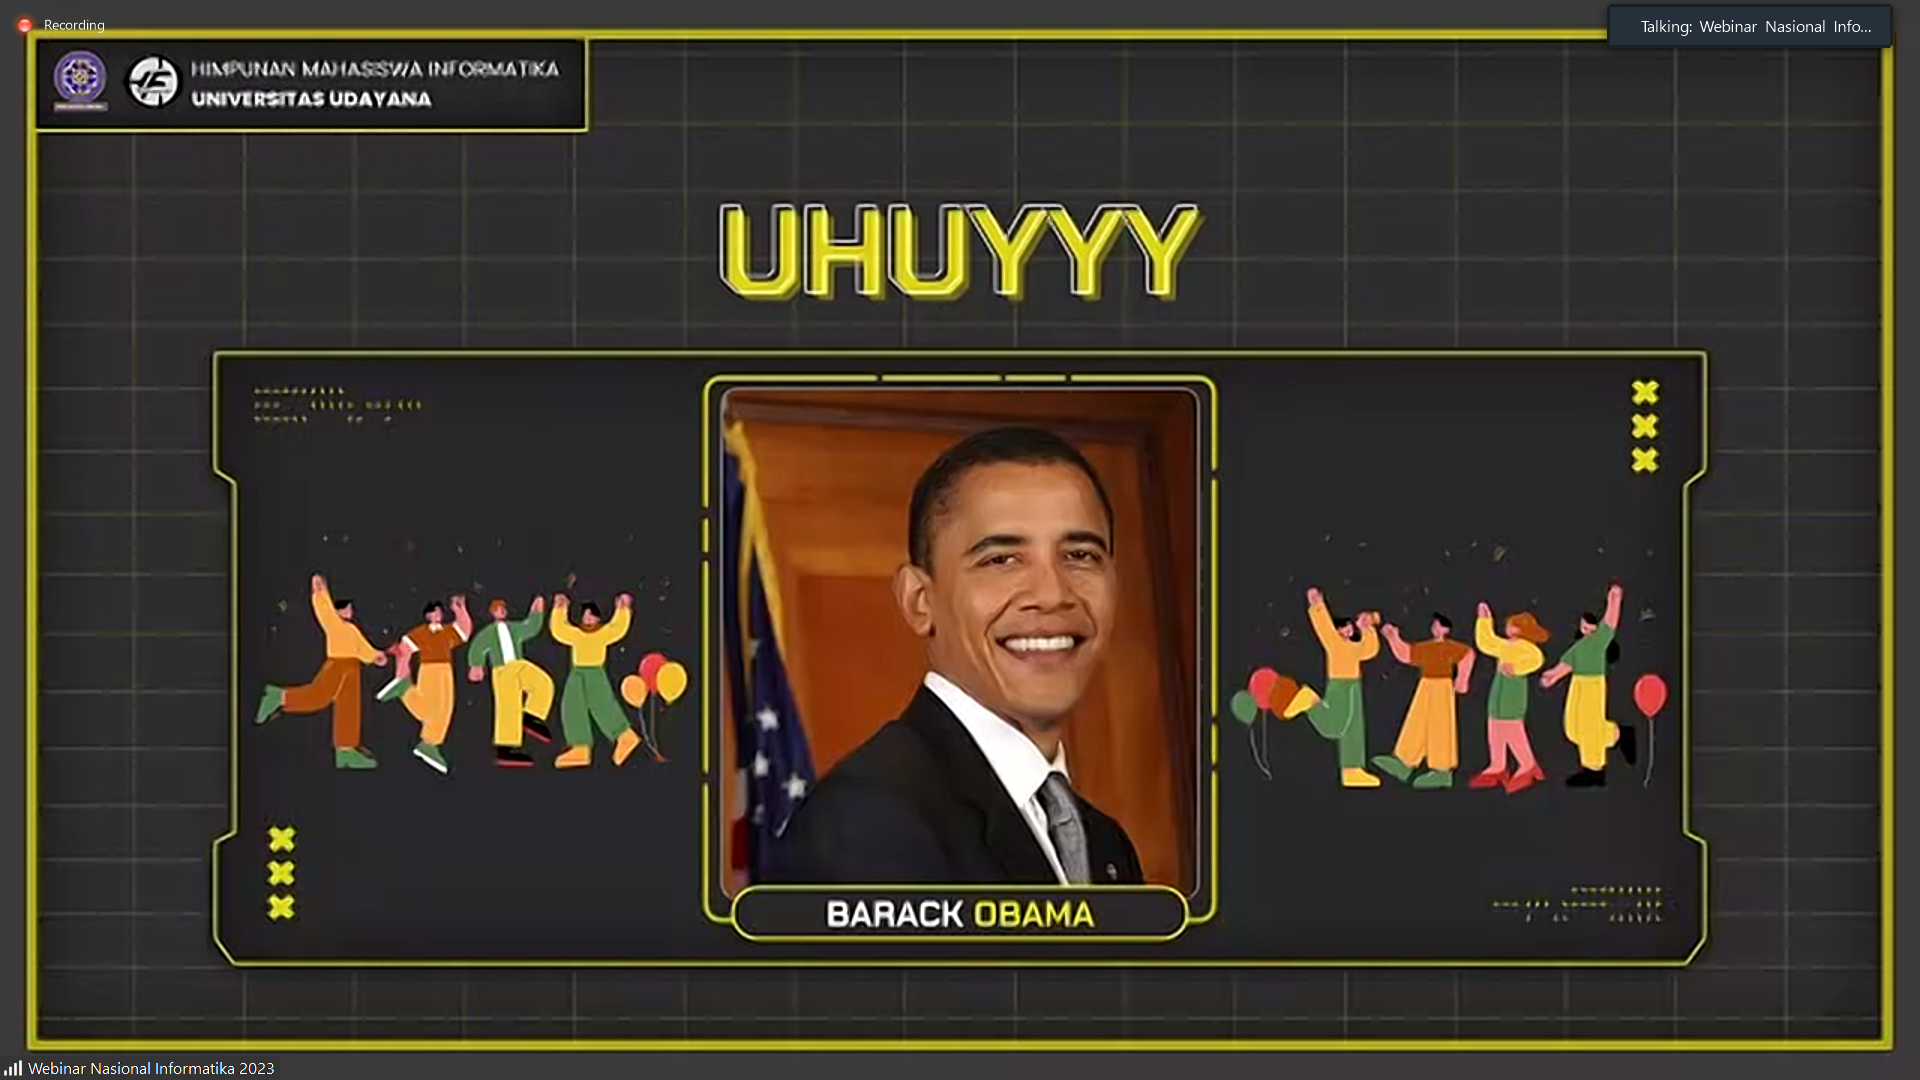 Recording
Talking: Webinar Nasional Info...
HIMPUNAN MAHASISWA INFORMATIKA
UNIVERSITAS UDAYANA
UHUYYY
BARACK OBAMA
Webinar Nasional Informatika 2023